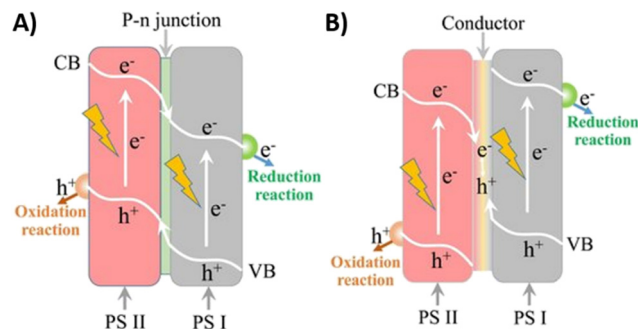 A)
P-n junction
CB
e-
e-
e-
e-
Reduction
reaction
h+
Oxidation
reaction
h+
e-
h+
VB
PS II
PS I
B)
Conductor
e-
CB
e-
e-
Reduction
reaction
e-
h+
e-
e-
h+
Oxidation
reaction
h+
h+
VB
PS II
PS I